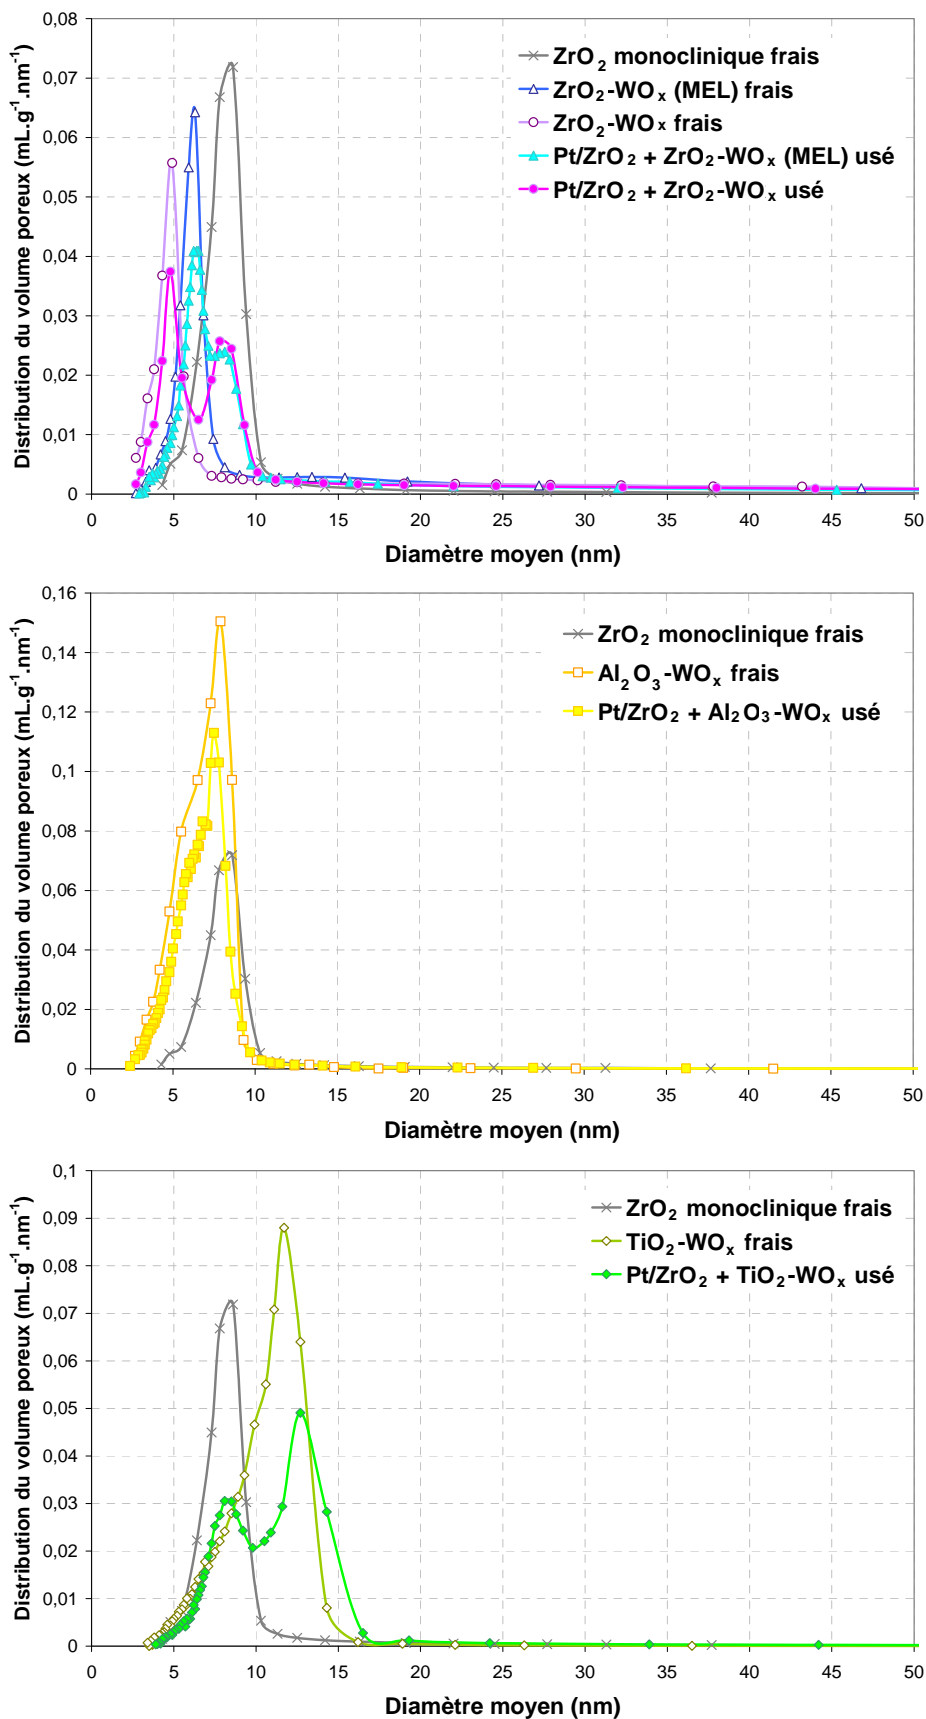 Distribution du volume poreux (mL.g⁻¹.nm⁻¹)
0,08
0,07
0,06
0,05
0,04
0,03
0,02
0,01
0
ZrO₂ monoclinique frais
ZrO₂-WOₓ (MEL) frais
ZrO₂-WOx frais
Pt/ZrO₂ + ZrO₂-WOₓ (MEL) usé
Pt/ZrO₂ + ZrO₂-WOₓ usé
0 5 10 15 20 25 30 35 40 45 50
Diamètre moyen (nm)
Distribution du volume poreux (mL.g⁻¹.nm⁻¹)
0,16
0,14
0,12
0,1
0,08
0,06
0,04
0,02
0
ZrO₂ monoclinique frais
Al₂O₃-WOₓ frais
Pt/ZrO₂ + Al₂O₃-WOₓ usé
0 5 10 15 20 25 30 35 40 45 50
Diamètre moyen (nm)
Distribution du volume poreux (mL.g⁻¹.nm⁻¹)
0,1
0,09
0,08
0,07
0,06
0,05
0,04
0,03
0,02
0,01
0
ZrO₂ monoclinique frais
TiO₂-WOₓ frais
Pt/ZrO₂ + TiO₂-WOₓ usé
0 5 10 15 20 25 30 35 40 45 50
Diamètre moyen (nm)